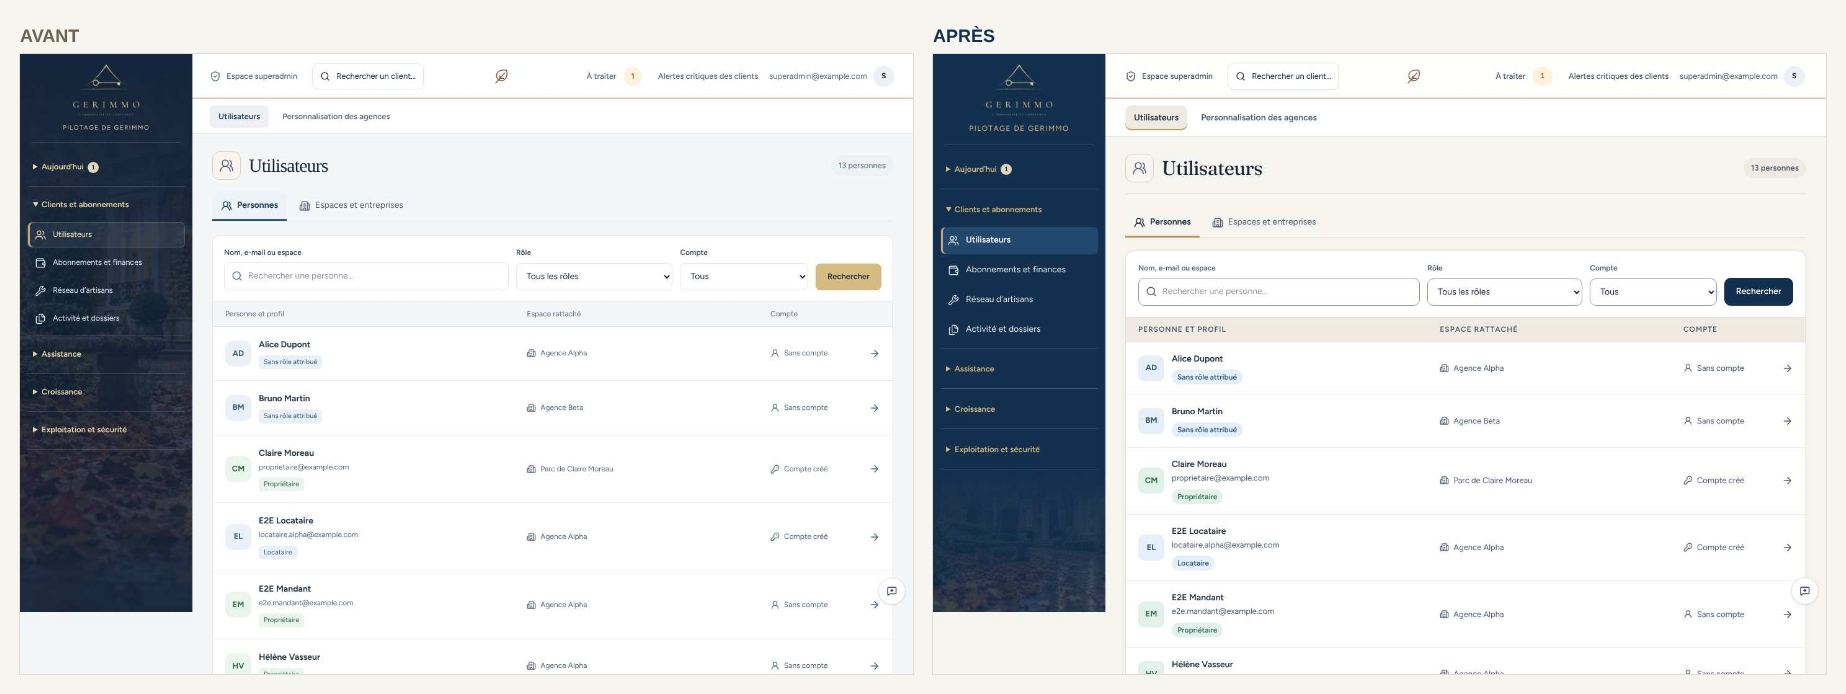 AVANT
GERIMMO
PILOTAGE DE GERIMMO
Aujourd'hui 1
Clients et abonnements
Utilisateurs
Abonnements et finances
Réseau d'artisans
Activité et dossiers
Assistance
Croissance
Exploitation et sécurité
Espace superadmin
Rechercher un client...
À traiter 1
Alertes critiques des clients
superadmin@example.com
S
Utilisateurs
Personnalisation des agences
Utilisateurs
13 personnes
Personnes
Espaces et entreprises
Nom, e-mail ou espace
Rôle
Compte
Rechercher une personne...
Tous les rôles
Tous
Rechercher
Personne et profil
Espace rattaché
Compte
AD
Alice Dupont
Sans rôle attribué
Agence Alpha
Sans compte
BM
Bruno Martin
Sans rôle attribué
Agence Beta
Sans compte
CM
Claire Moreau
proprietaire@example.com
Propriétaire
Parc de Claire Moreau
Compte créé
EL
E2E Locataire
locataire.alpha@example.com
Locataire
Agence Alpha
Compte créé
EM
E2E Mandant
e2e.mandant@example.com
Propriétaire
Agence Alpha
Sans compte
HV
Hélène Vasseur
Propriétaire
Agence Alpha
Sans compte
APRÈS
GERIMMO
PILOTAGE DE GERIMMO
Aujourd'hui 1
Clients et abonnements
Utilisateurs
Abonnements et finances
Réseau d'artisans
Activité et dossiers
Assistance
Croissance
Exploitation et sécurité
Espace superadmin
Rechercher un client...
À traiter 1
Alertes critiques des clients
superadmin@example.com
S
Utilisateurs
Personnalisation des agences
Utilisateurs
13 personnes
Personnes
Espaces et entreprises
Nom, e-mail ou espace
Rôle
Compte
Rechercher une personne...
Tous les rôles
Tous
Rechercher
PERSONNE ET PROFIL
ESPACE RATTACHÉ
COMPTE
AD
Alice Dupont
Sans rôle attribué
Agence Alpha
Sans compte
BM
Bruno Martin
Sans rôle attribué
Agence Beta
Sans compte
CM
Claire Moreau
proprietaire@example.com
Propriétaire
Parc de Claire Moreau
Compte créé
EL
E2E Locataire
locataire.alpha@example.com
Locataire
Agence Alpha
Compte créé
EM
E2E Mandant
e2e.mandant@example.com
Propriétaire
Agence Alpha
Sans compte
HV
Hélène Vasseur
Agence Alpha
Sans compte